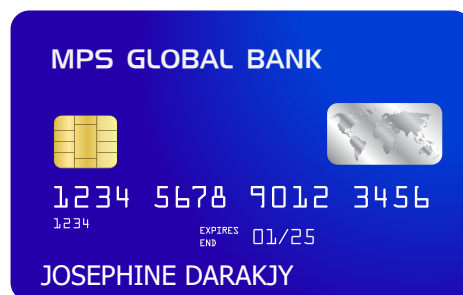 MPS GLOBAL BANK
1234 5678 9012 3456
1234
EXPIRES
END 01/25
JOSEPHINE DARAKJY